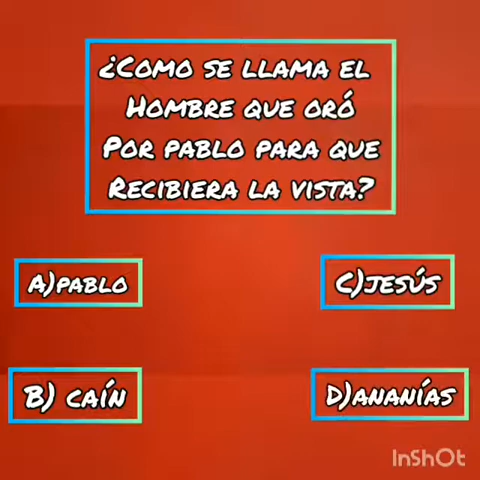 ¿Como se llama el
Hombre que oró
Por pablo para que
Recibiera la vista?
A)pablo
C)Jesús
B) caín
D)ananías
InShOt